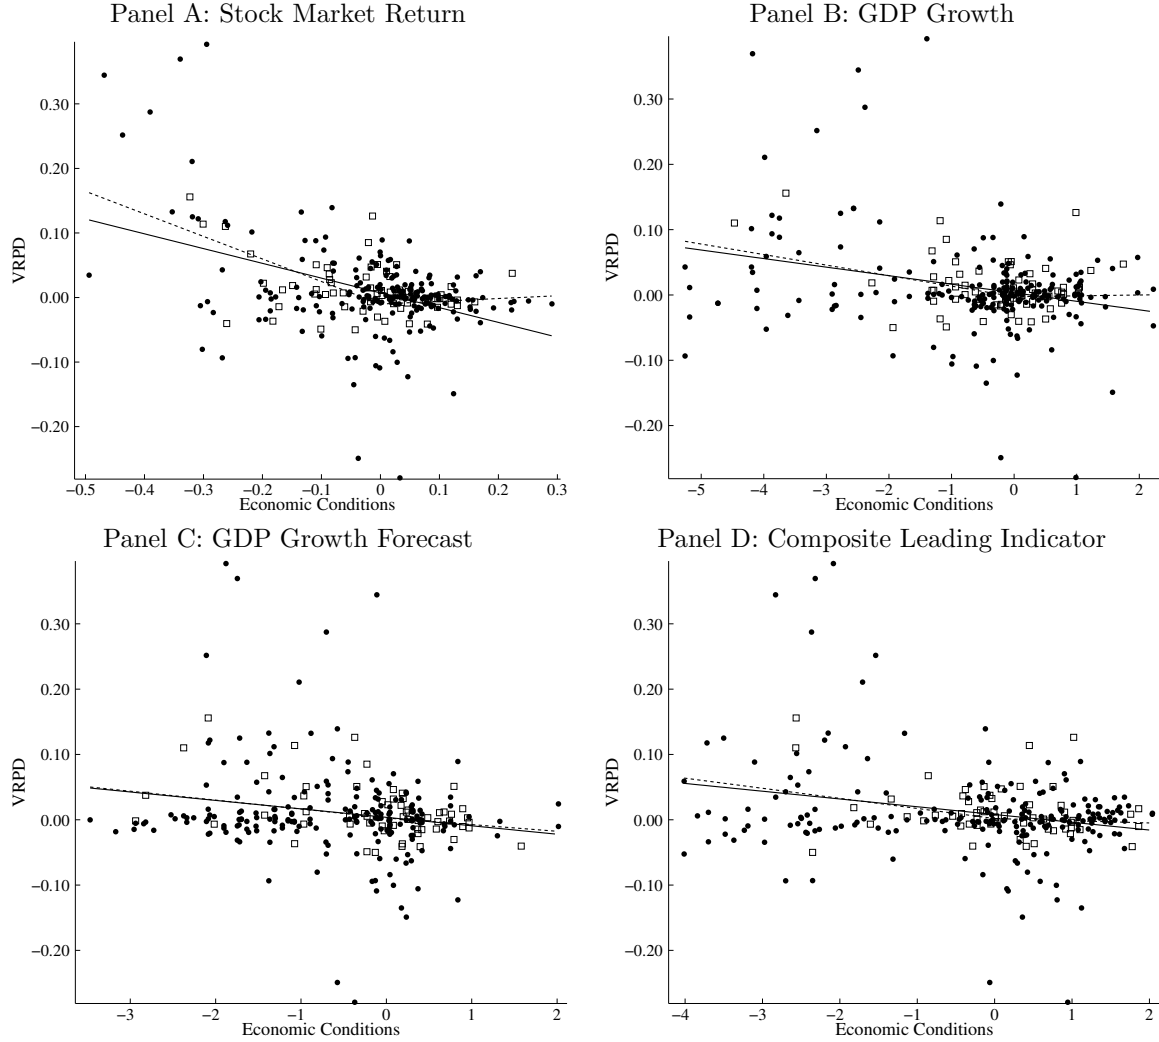 Panel A: Stock Market Return
VRPD
0.30
0.20
0.10
0.00
−0.10
−0.20
−0.5 −0.4 −0.3 −0.2 −0.1 0 0.1 0.2 0.3
Economic Conditions
Panel B: GDP Growth
VRPD
0.30
0.20
0.10
0.00
−0.10
−0.20
−5 −4 −3 −2 −1 0 1 2
Economic Conditions
Panel C: GDP Growth Forecast
VRPD
0.30
0.20
0.10
0.00
−0.10
−0.20
−3 −2 −1 0 1 2
Economic Conditions
Panel D: Composite Leading Indicator
VRPD
0.30
0.20
0.10
0.00
−0.10
−0.20
−4 −3 −2 −1 0 1 2
Economic Conditions